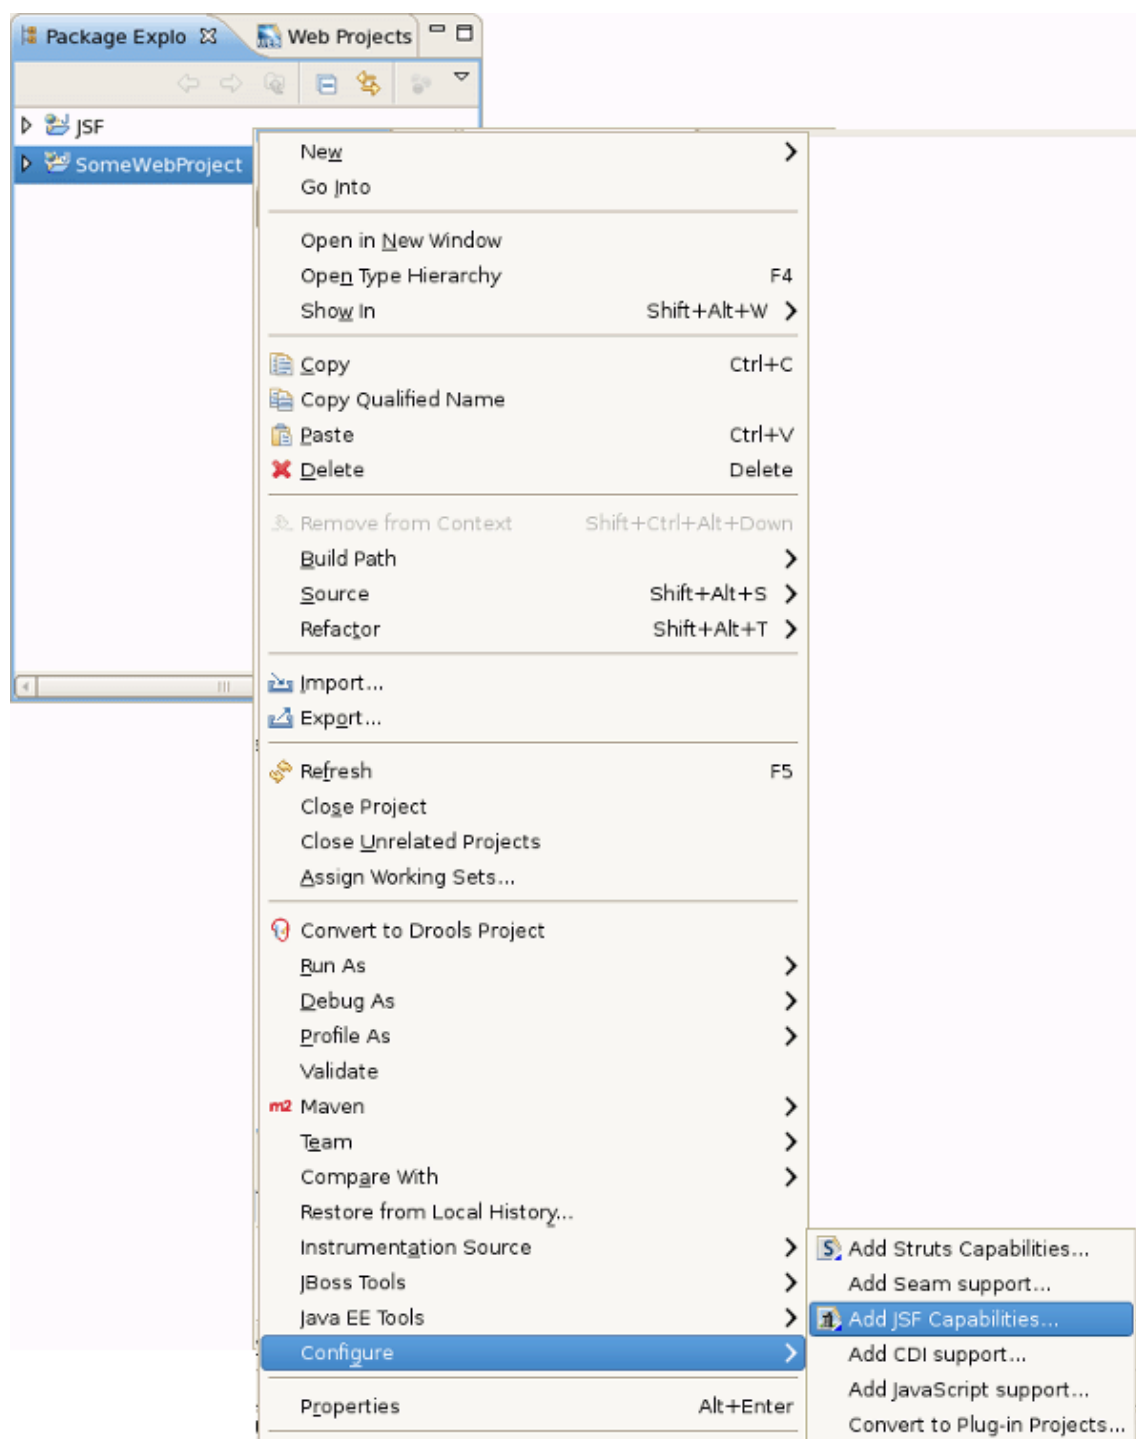 Package Explo Web Projects
JSF
SomeWebProject
New
Go Into
Open in New Window
Open Type Hierarchy F4
Show In Shift+Alt+W
Copy Ctrl+C
Copy Qualified Name
Paste Ctrl+V
Delete Delete
Remove from Context Shift+Ctrl+Alt+Down
Build Path
Source Shift+Alt+S
Refactor Shift+Alt+T
Import...
Export...
Refresh F5
Close Project
Close Unrelated Projects
Assign Working Sets...
Convert to Drools Project
Run As
Debug As
Profile As
Validate
m2 Maven
Team
Compare With
Restore from Local History...
Instrumentation Source
JBoss Tools
Java EE Tools
Configure
Properties Alt+Enter
Add Struts Capabilities...
Add Seam support...
Add JSF Capabilities...
Add CDI support...
Add JavaScript support...
Convert to Plug-in Projects...